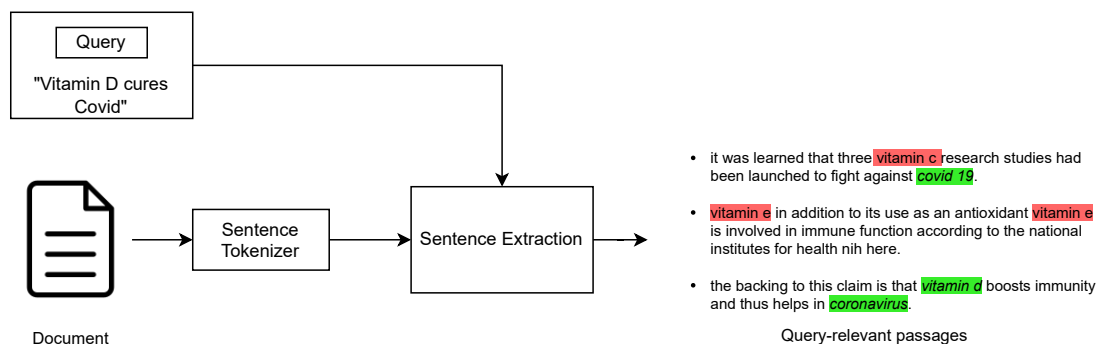 Query
"Vitamin D cures
Covid"
Document
Sentence
Tokenizer
Sentence Extraction
• it was learned that three vitamin c research studies had
been launched to fight against covid 19.
• vitamin e in addition to its use as an antioxidant vitamin e
is involved in immune function according to the national
institutes for health nih here.
• the backing to this claim is that vitamin d boosts immunity
and thus helps in coronavirus.
Query-relevant passages